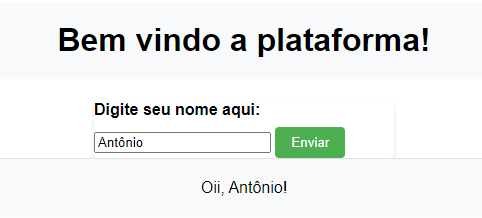 Bem vindo a plataforma!
Digite seu nome aqui:
Antônio Enviar
Oii, Antônio!